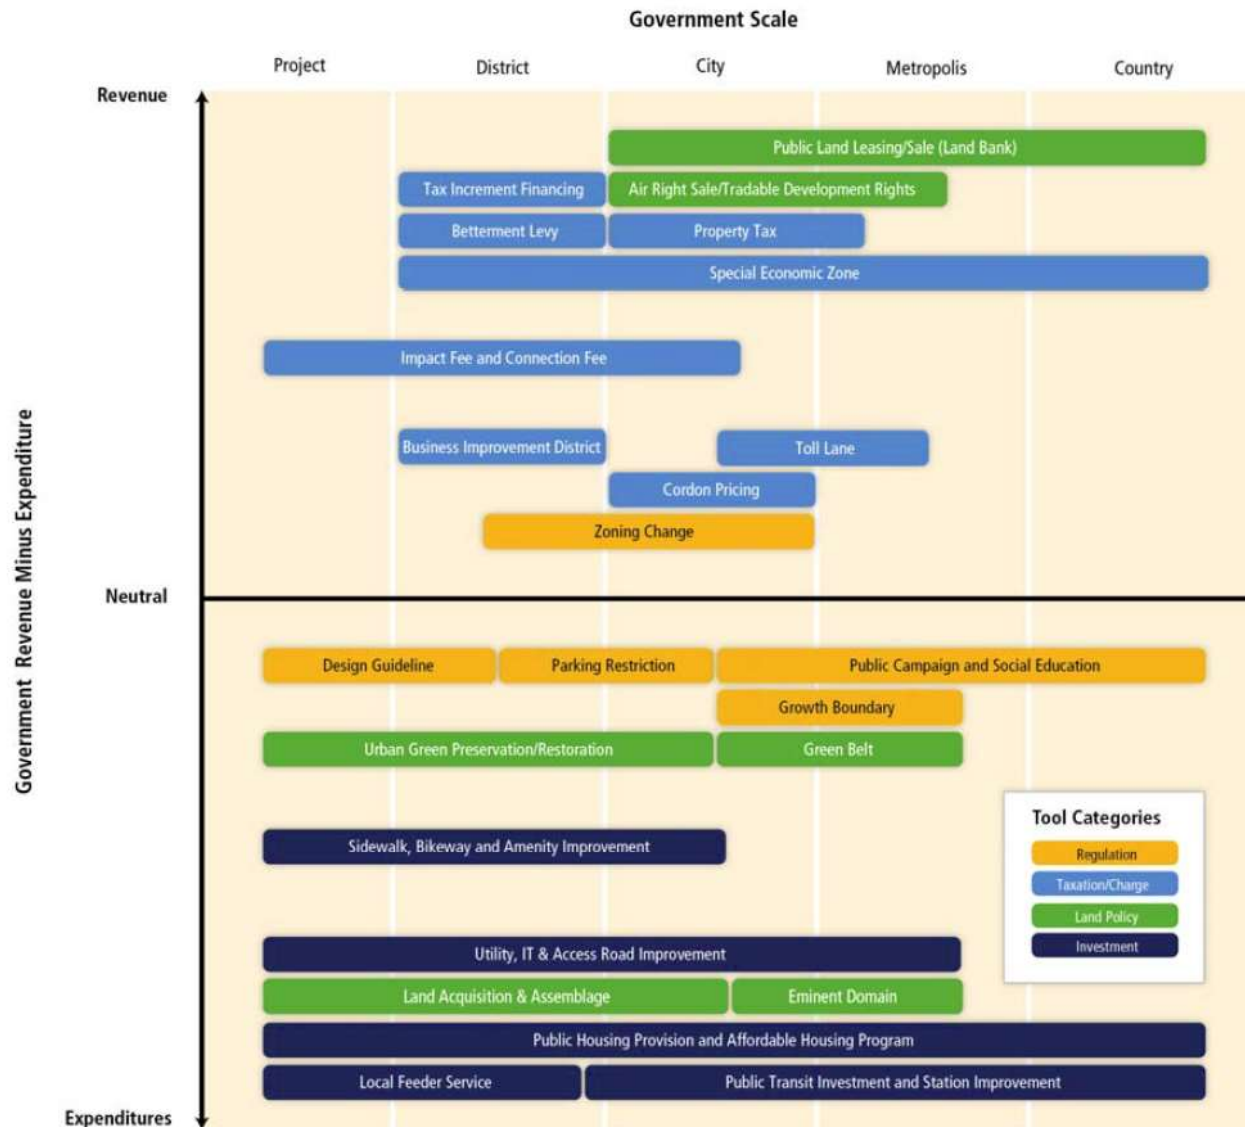 Government Scale
Project District City Metropolis Country
Revenue
Public Land Leasing/Sale (Land Bank)
Tax Increment Financing Air Right Sale/Tradable Development Rights
Betterment Levy Property Tax
Special Economic Zone
Impact Fee and Connection Fee
Business Improvement District Toll Lane
Cordon Pricing
Zoning Change
Government Revenue Minus Expenditure
Neutral
Design Guideline Parking Restriction Public Campaign and Social Education
Growth Boundary
Urban Green Preservation/Restoration Green Belt
Sidewalk, Bikeway and Amenity Improvement
Tool Categories
Regulation
Taxation/Charge
Land Policy
Investment
Utility, IT & Access Road Improvement
Land Acquisition & Assemblage Eminent Domain
Public Housing Provision and Affordable Housing Program
Local Feeder Service Public Transit Investment and Station Improvement
Expenditures